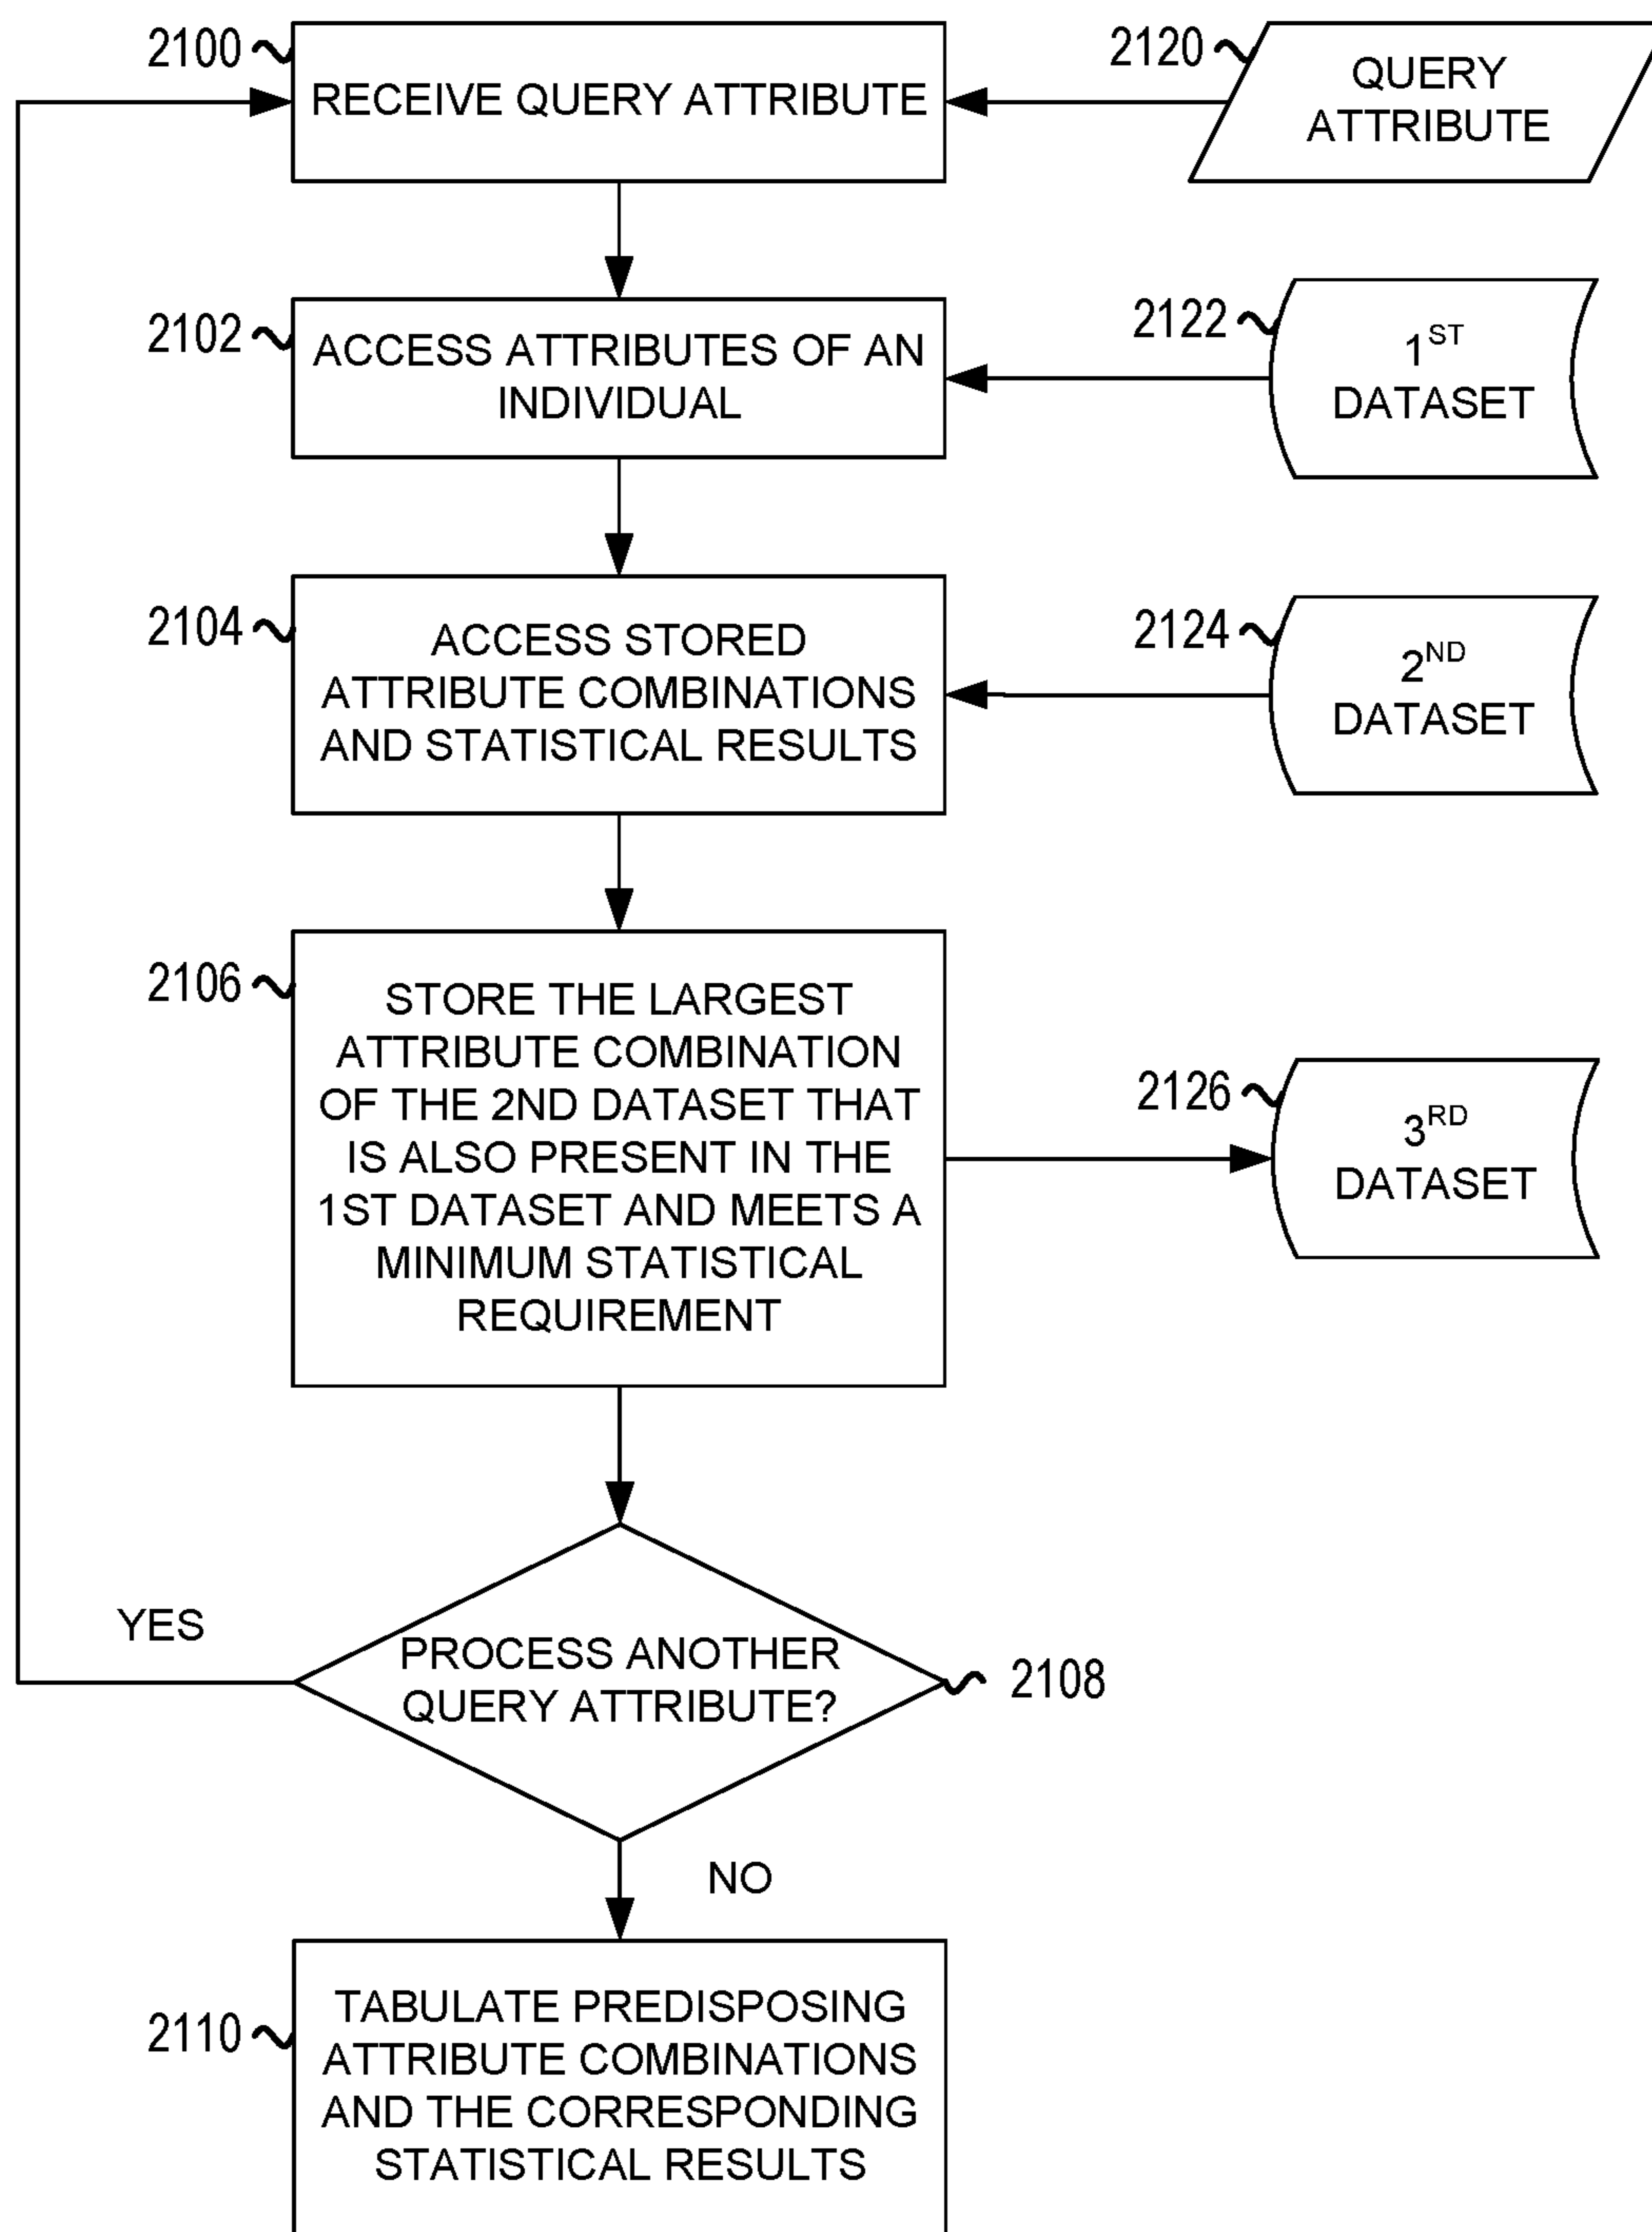 2100
RECEIVE QUERY ATTRIBUTE
2120
QUERY
ATTRIBUTE
2102
ACCESS ATTRIBUTES OF AN
INDIVIDUAL
2122
1ST
DATASET
2104
ACCESS STORED
ATTRIBUTE COMBINATIONS
AND STATISTICAL RESULTS
2124
2ND
DATASET
2106
STORE THE LARGEST
ATTRIBUTE COMBINATION
OF THE 2ND DATASET THAT
IS ALSO PRESENT IN THE
1ST DATASET AND MEETS A
MINIMUM STATISTICAL
REQUIREMENT
2126
3RD
DATASET
YES
PROCESS ANOTHER
QUERY ATTRIBUTE?
2108
NO
2110
TABULATE PREDISPOSING
ATTRIBUTE COMBINATIONS
AND THE CORRESPONDING
STATISTICAL RESULTS